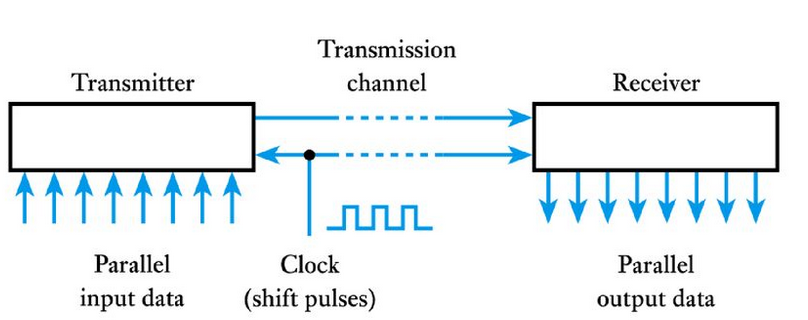 Transmission
channel
Transmitter
Receiver
Parallel
input data
Clock
(shift pulses)
Parallel
output data